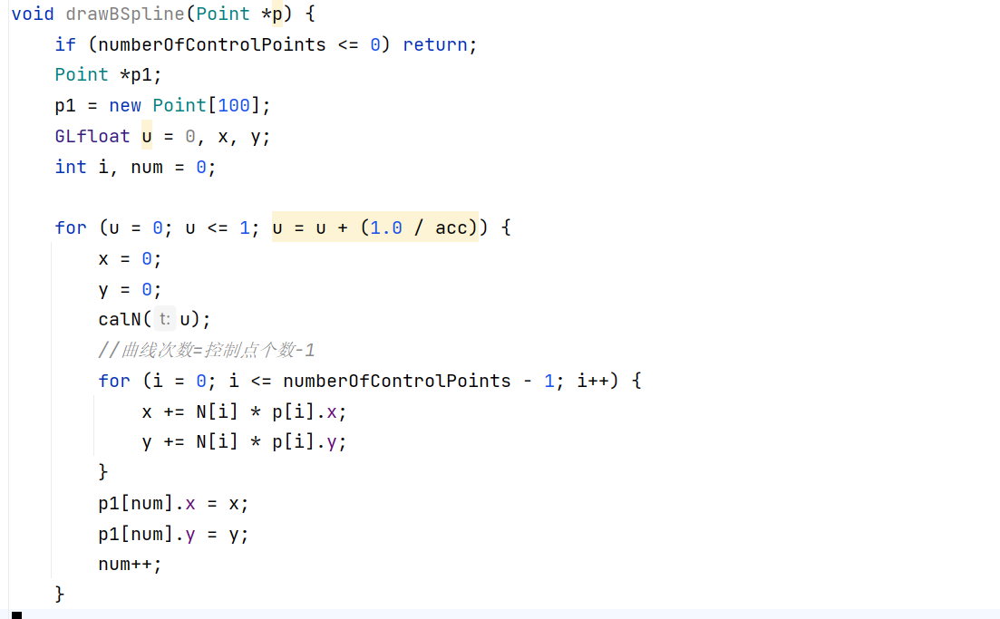 void drawBSpline(Point *p) {
    if (numberOfControlPoints <= 0) return;
    Point *p1;
    p1 = new Point[100];
    GLfloat u = 0, x, y;
    int i, num = 0;

    for (u = 0; u <= 1; u = u + (1.0 / acc)) {
        x = 0;
        y = 0;
        calN( t: u);
        //曲线次数=控制点个数-1
        for (i = 0; i <= numberOfControlPoints - 1; i++) {
            x += N[i] * p[i].x;
            y += N[i] * p[i].y;
        }
        p1[num].x = x;
        p1[num].y = y;
        num++;
    }